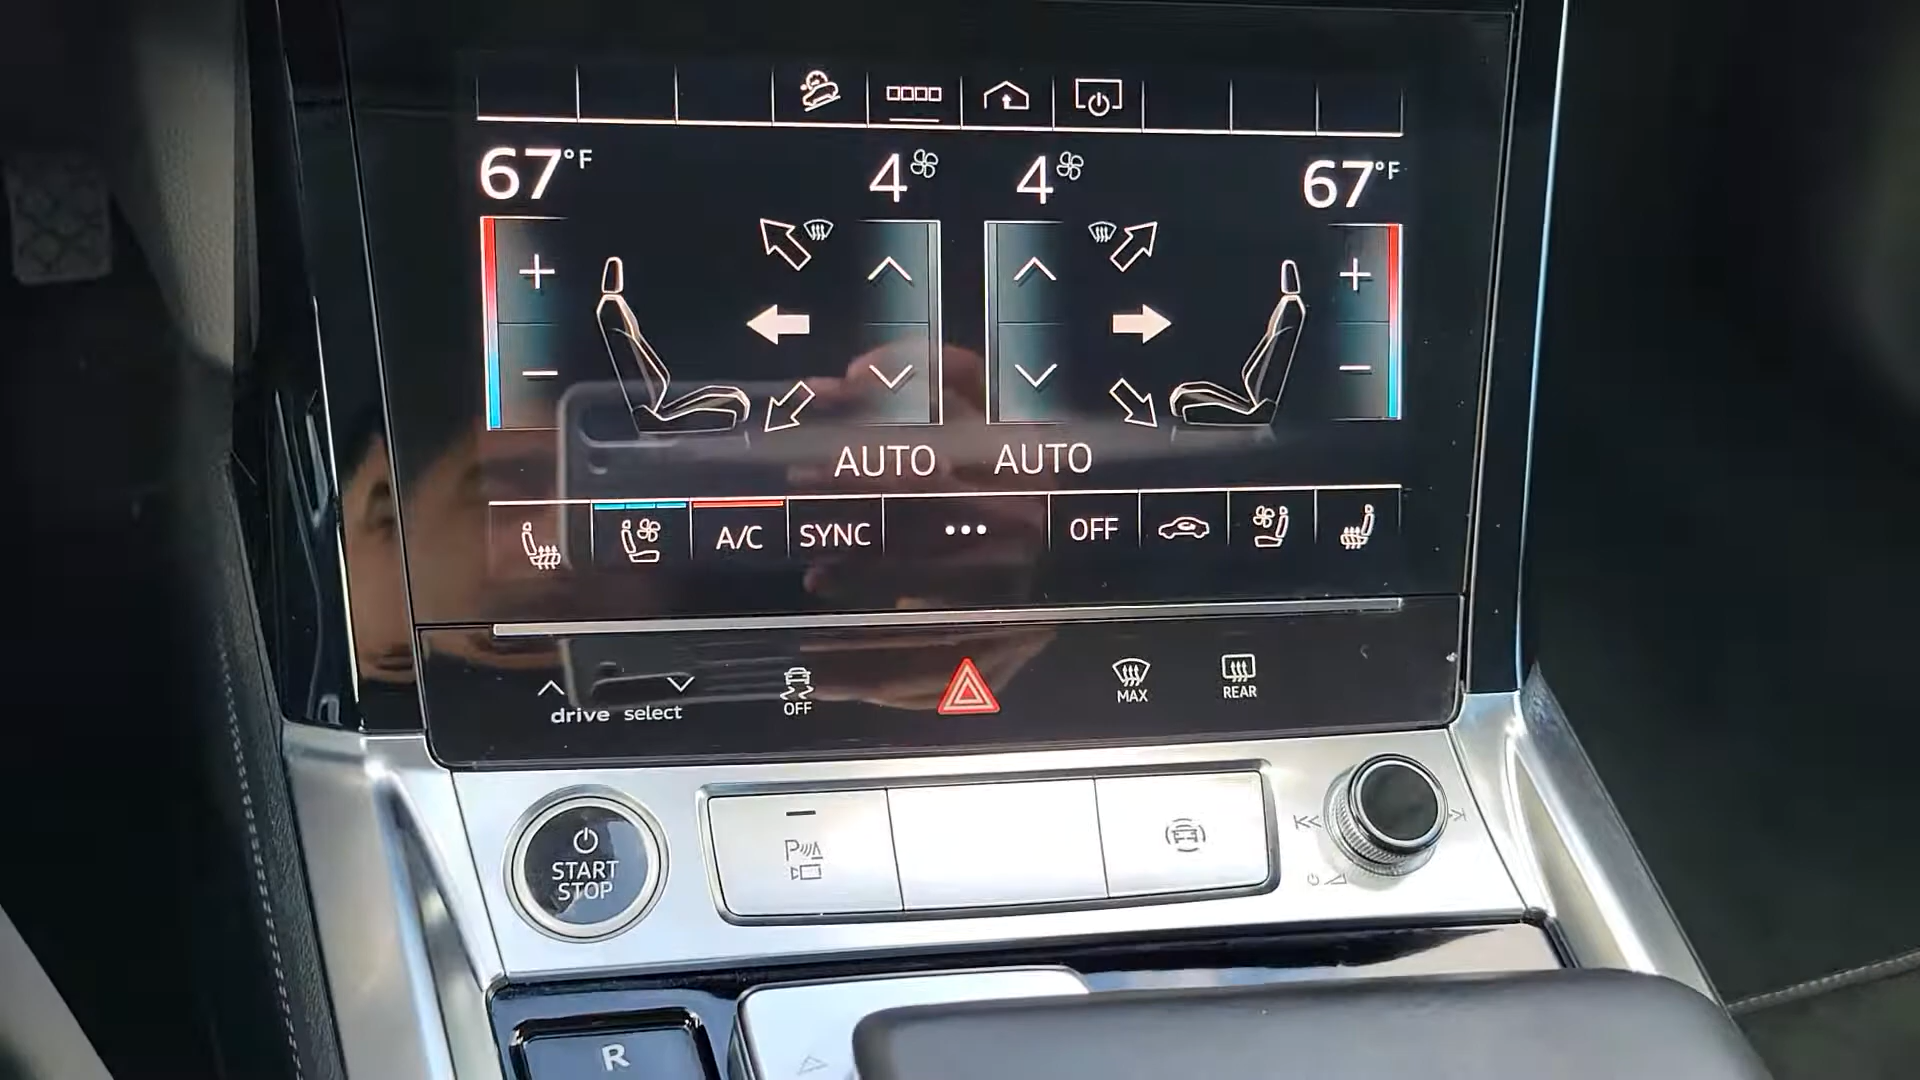 67°F 4 4 67°F
AUTO AUTO
A/C SYNC ... OFF
drive select OFF MAX REAR
START
STOP
P
R